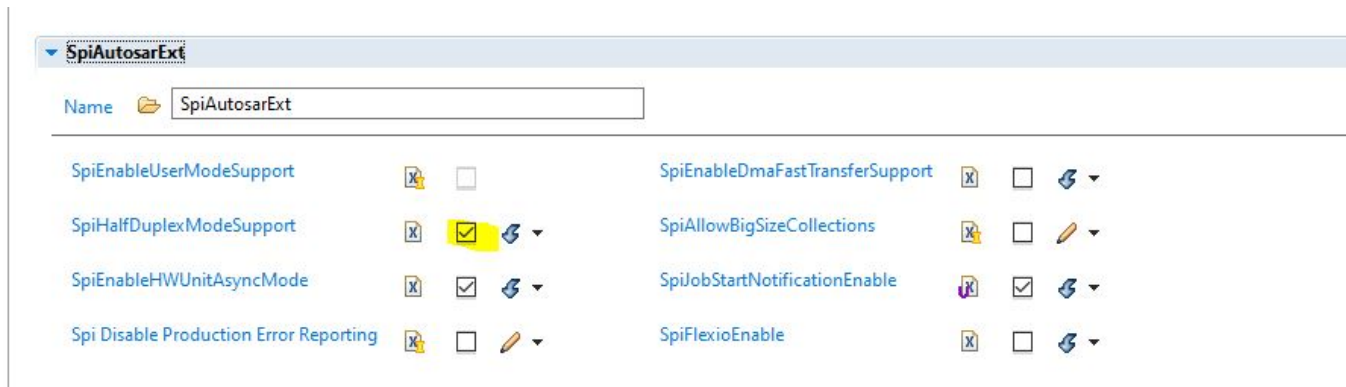 SpiAutosarExt
Name SpiAutosarExt
SpiEnableUserModeSupport SpiEnableDmaFastTransferSupport
SpiHalfDuplexModeSupport SpiAllowBigSizeCollections
SpiEnableHWUnitAsyncMode SpiJobStartNotificationEnable
Spi Disable Production Error Reporting SpiFlexioEnable